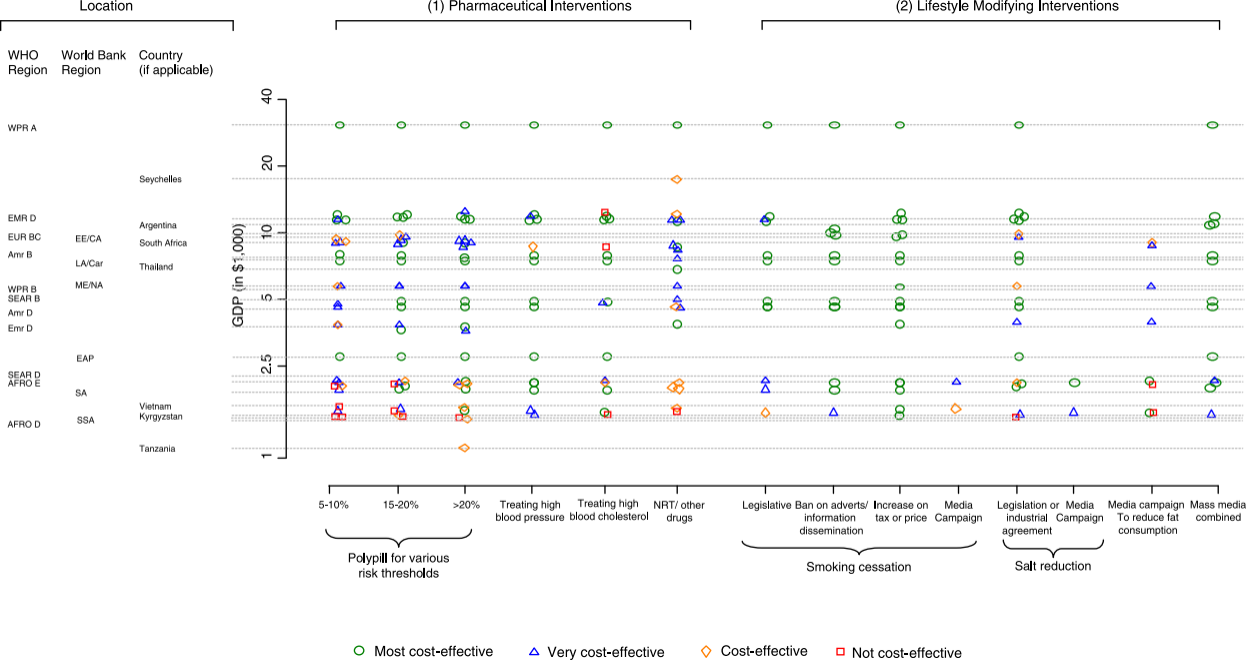 Location
(1) Pharmaceutical Interventions
(2) Lifestyle Modifying Interventions
WHO
Region
World Bank
Region
Country
(if applicable)
WPR A
Seychelles
EMR D
Argentina
EUR BC
EE/CA
South Africa
Amr B
LA/Car
Thailand
WPR B
ME/NA
SEAR B
Amr D
Emr D
EAP
SEAR D
AFRO E
SA
Vietnam
Kyrgyzstan
AFRO D
SSA
Tanzania
GDP (in $1,000)
40
20
10
5
2.5
1
5-10%
15-20%
>20%
Treating high
blood pressure
Treating high
blood cholesterol
NRT/ other
drugs
Legislative
Ban on adverts/
information
dissemination
Increase on
tax or price
Media
Campaign
Legislation or
industrial
agreement
Media
Campaign
Media campaign
To reduce fat
consumption
Mass media
combined
Polypill for various
risk thresholds
Smoking cessation
Salt reduction
Most cost-effective
Very cost-effective
Cost-effective
Not cost-effective